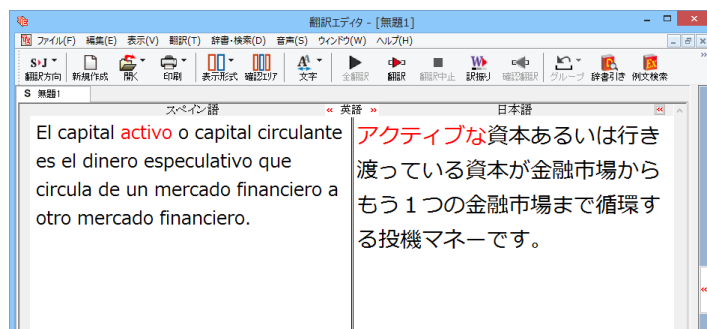 翻訳エディタ - [無題1]
ファイル(F) 編集(E) 表示(V) 翻訳(T) 辞書・検索(D) 音声(S) ウィンドウ(W) ヘルプ(H)
S›J
翻訳方向 新規作成 開く 印刷 表示形式 確認エリア 文字 全翻訳 翻訳 翻訳中止 訳振り 確認翻訳 グループ 辞書引き 例文検索
S 無題1
スペイン語 « 英語 » 日本語 «
El capital activo o capital circulante
es el dinero especulativo que
circula de un mercado financiero a
otro mercado financiero.
アクティブな資本あるいは行き
渡っている資本が金融市場から
もう１つの金融市場まで循環す
る投機マネーです。